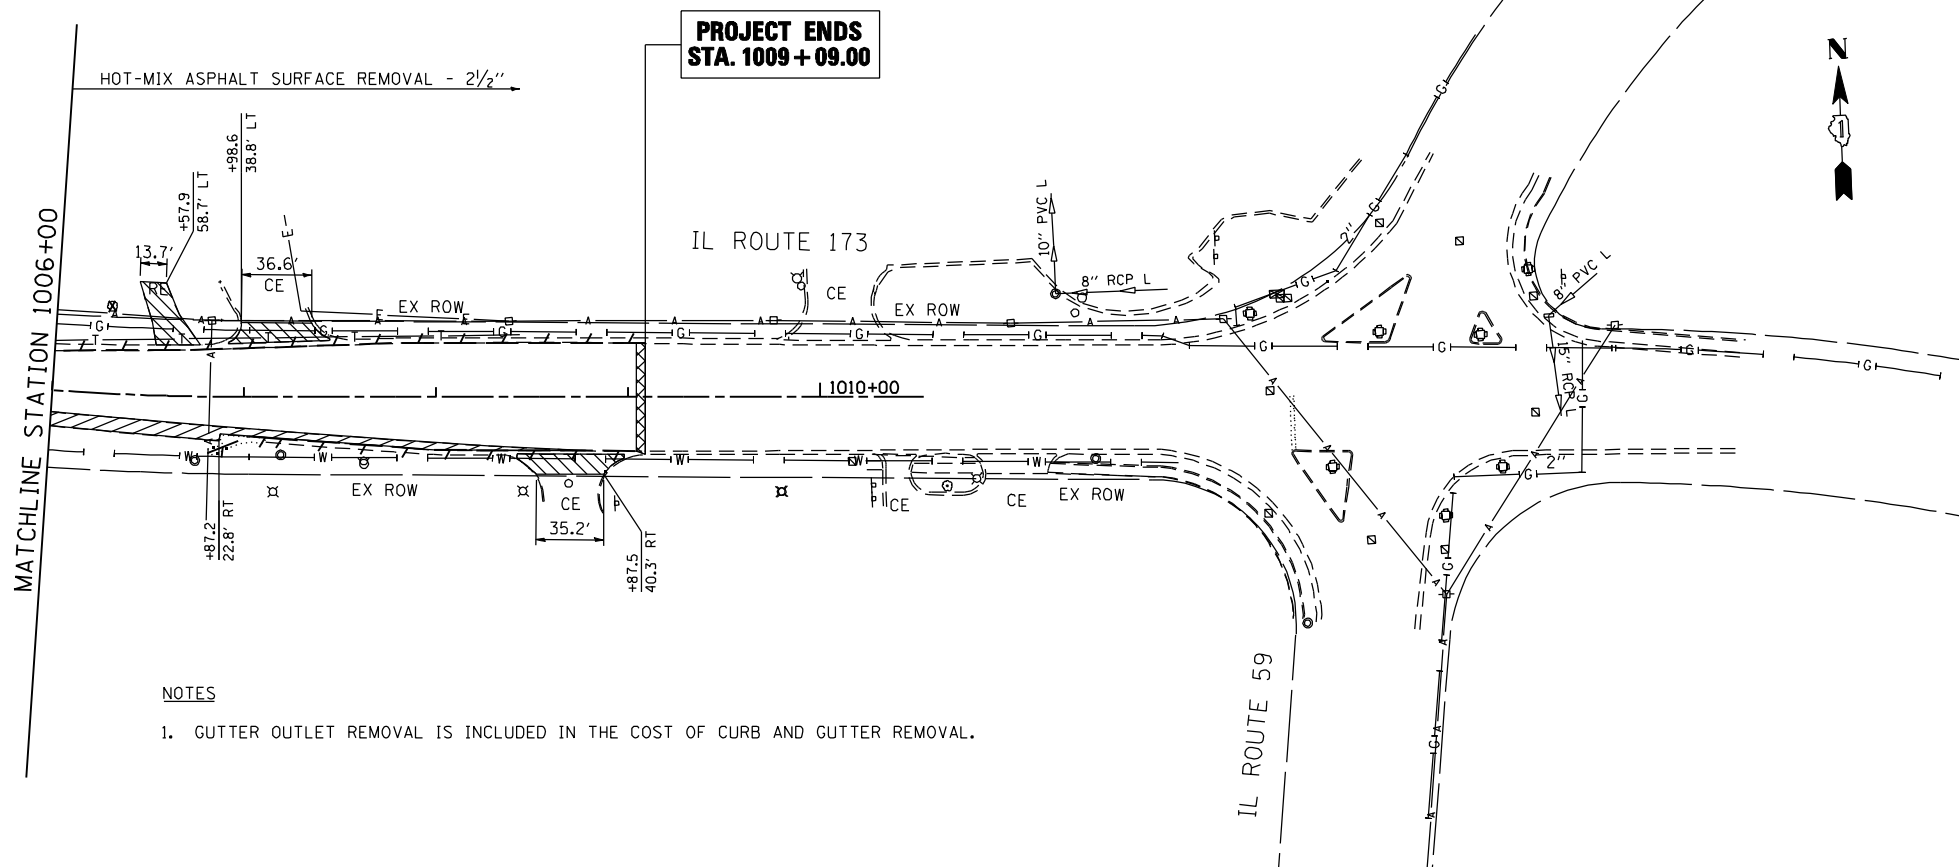 PROJECT ENDS
STA. 1009 + 09.00
N
1
HOT-MIX ASPHALT SURFACE REMOVAL - 2 1/2"
MATCHLINE STATION 1006+00
+57.9
58.7' LT
+98.6
38.8' LT
13.7'
RE
36.6'
CE
E
EX ROW
IL ROUTE 173
CE
EX ROW
10" PVC L
8" RCP L
2"
8" PVC L
15" RCP L
2"
1010+00
EX ROW
CE
35.2'
P
CE
CE
EX ROW
+87.2
22.8' RT
+87.5
40.3' RT
IL ROUTE 59
NOTES
1. GUTTER OUTLET REMOVAL IS INCLUDED IN THE COST OF CURB AND GUTTER REMOVAL.